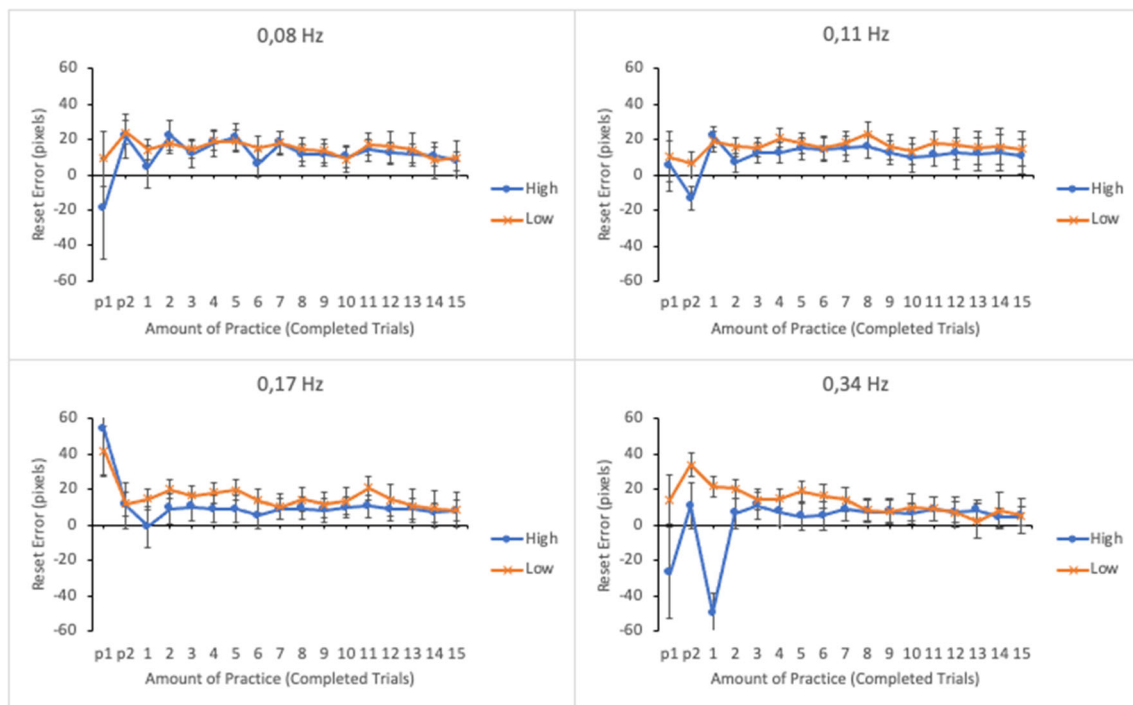 0,08 Hz
60
40
20
0
-20
-40
-60
Reset Error (pixels)
p1 p2 1 2 3 4 5 6 7 8 9 10 11 12 13 14 15
Amount of Practice (Completed Trials)
High
Low
0,11 Hz
60
40
20
0
-20
-40
-60
Reset Error (pixels)
p1 p2 1 2 3 4 5 6 7 8 9 10 11 12 13 14 15
Amount of Practice (Completed Trials)
High
Low
0,17 Hz
60
40
20
0
-20
-40
-60
Reset Error (pixels)
p1 p2 1 2 3 4 5 6 7 8 9 10 11 12 13 14 15
Amount of Practice (Completed Trials)
High
Low
0,34 Hz
60
40
20
0
-20
-40
-60
Reset Error (pixels)
p1 p2 1 2 3 4 5 6 7 8 9 10 11 12 13 14 15
Amount of Practice (Completed Trials)
High
Low